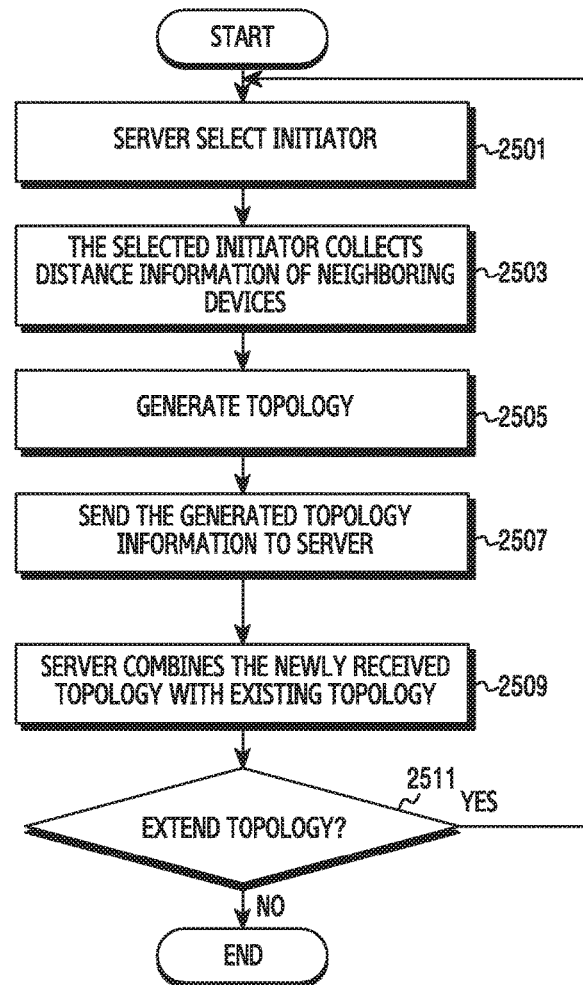 START
SERVER SELECT INITIATOR
2501
THE SELECTED INITIATOR COLLECTS
DISTANCE INFORMATION OF NEIGHBORING
DEVICES
2503
GENERATE TOPOLOGY
2505
SEND THE GENERATED TOPOLOGY
INFORMATION TO SERVER
2507
SERVER COMBINES THE NEWLY RECEIVED
TOPOLOGY WITH EXISTING TOPOLOGY
2509
2511
YES
EXTEND TOPOLOGY?
NO
END